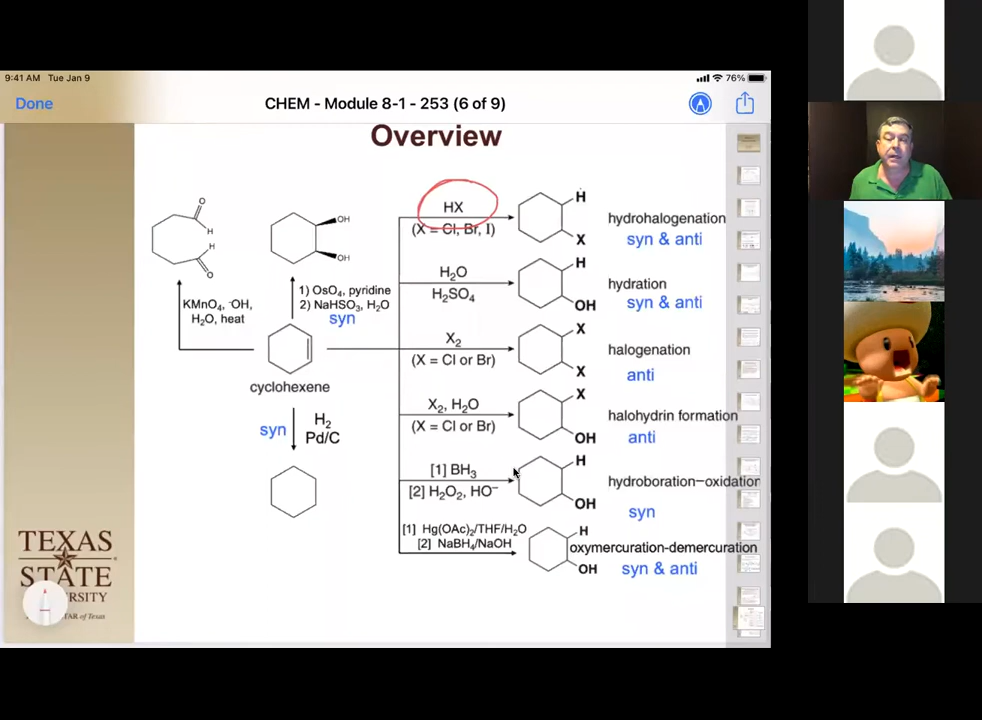 9:41 AM Tue Jan 9
76%
Done
CHEM - Module 8-1 - 253 (6 of 9)
Overview
O
H
H
O
KMnO₄, ⁻OH,
H₂O, heat
OH
OH
1) OsO₄, pyridine
2) NaHSO₃, H₂O
syn
cyclohexene
syn
H₂
Pd/C
HX
(X = Cl, Br, I)
H
X
hydrohalogenation
syn & anti
H₂O
H₂SO₄
H
OH
hydration
syn & anti
X₂
(X = Cl or Br)
X
X
halogenation
anti
X₂, H₂O
(X = Cl or Br)
X
OH
halohydrin formation
anti
[1] BH₃
[2] H₂O₂, HO⁻
H
OH
hydroboration–oxidation
syn
[1] Hg(OAc)₂/THF/H₂O
[2] NaBH₄/NaOH
H
OH
oxymercuration-demercuration
syn & anti
TEXAS
STATE
RSITY
TAR of Texas